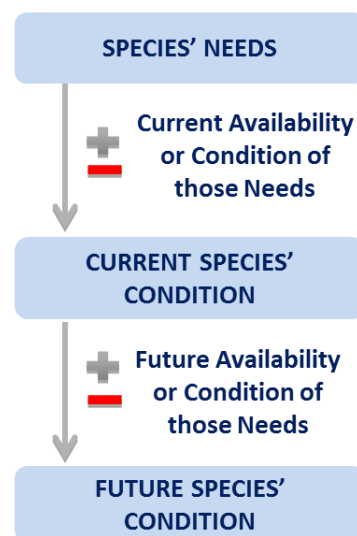 SPECIES' NEEDS
Current Availability
or Condition of
those Needs
CURRENT SPECIES'
CONDITION
Future Availability
or Condition of
those Needs
FUTURE SPECIES'
CONDITION